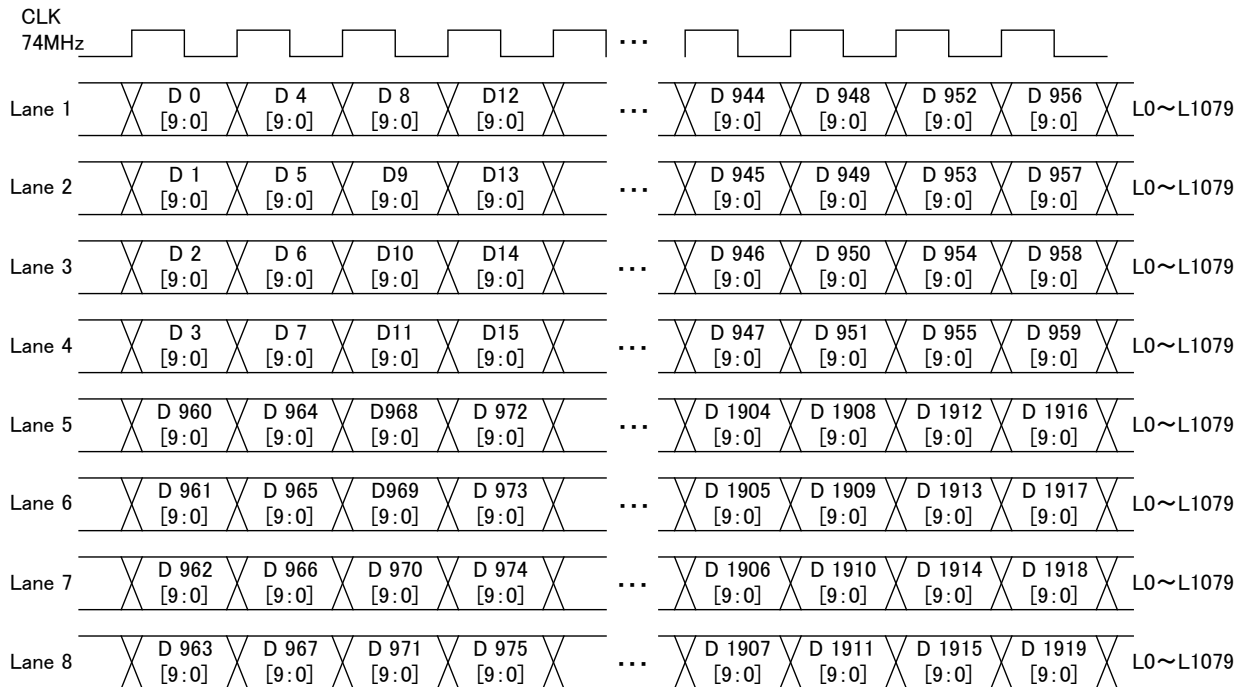 CLK
74MHz
...
Lane 1 D 0 D 4 D 8 D12 ... D 944 D 948 D 952 D 956 L0～L1079
[9:0] [9:0] [9:0] [9:0] [9:0] [9:0] [9:0] [9:0]
Lane 2 D 1 D 5 D9 D13 ... D 945 D 949 D 953 D 957 L0～L1079
[9:0] [9:0] [9:0] [9:0] [9:0] [9:0] [9:0] [9:0]
Lane 3 D 2 D 6 D10 D14 ... D 946 D 950 D 954 D 958 L0～L1079
[9:0] [9:0] [9:0] [9:0] [9:0] [9:0] [9:0] [9:0]
Lane 4 D 3 D 7 D11 D15 ... D 947 D 951 D 955 D 959 L0～L1079
[9:0] [9:0] [9:0] [9:0] [9:0] [9:0] [9:0] [9:0]
Lane 5 D 960 D 964 D968 D 972 ... D 1904 D 1908 D 1912 D 1916 L0～L1079
[9:0] [9:0] [9:0] [9:0] [9:0] [9:0] [9:0] [9:0]
Lane 6 D 961 D 965 D969 D 973 ... D 1905 D 1909 D 1913 D 1917 L0～L1079
[9:0] [9:0] [9:0] [9:0] [9:0] [9:0] [9:0] [9:0]
Lane 7 D 962 D 966 D 970 D 974 ... D 1906 D 1910 D 1914 D 1918 L0～L1079
[9:0] [9:0] [9:0] [9:0] [9:0] [9:0] [9:0] [9:0]
Lane 8 D 963 D 967 D 971 D 975 ... D 1907 D 1911 D 1915 D 1919 L0～L1079
[9:0] [9:0] [9:0] [9:0] [9:0] [9:0] [9:0] [9:0]